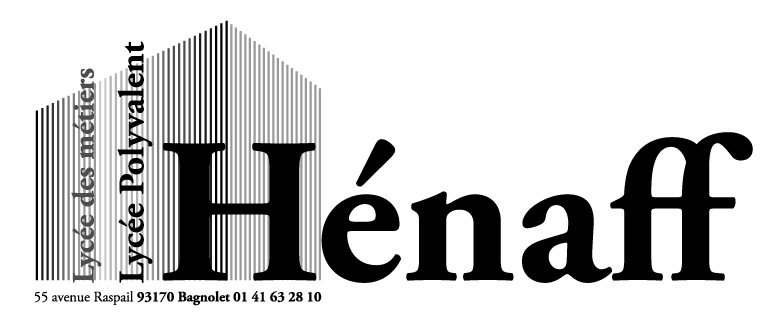 Lycée des métiers
Lycée Polyvalent
Hénaff
55 avenue Raspail 93170 Bagnolet 01 41 63 28 10